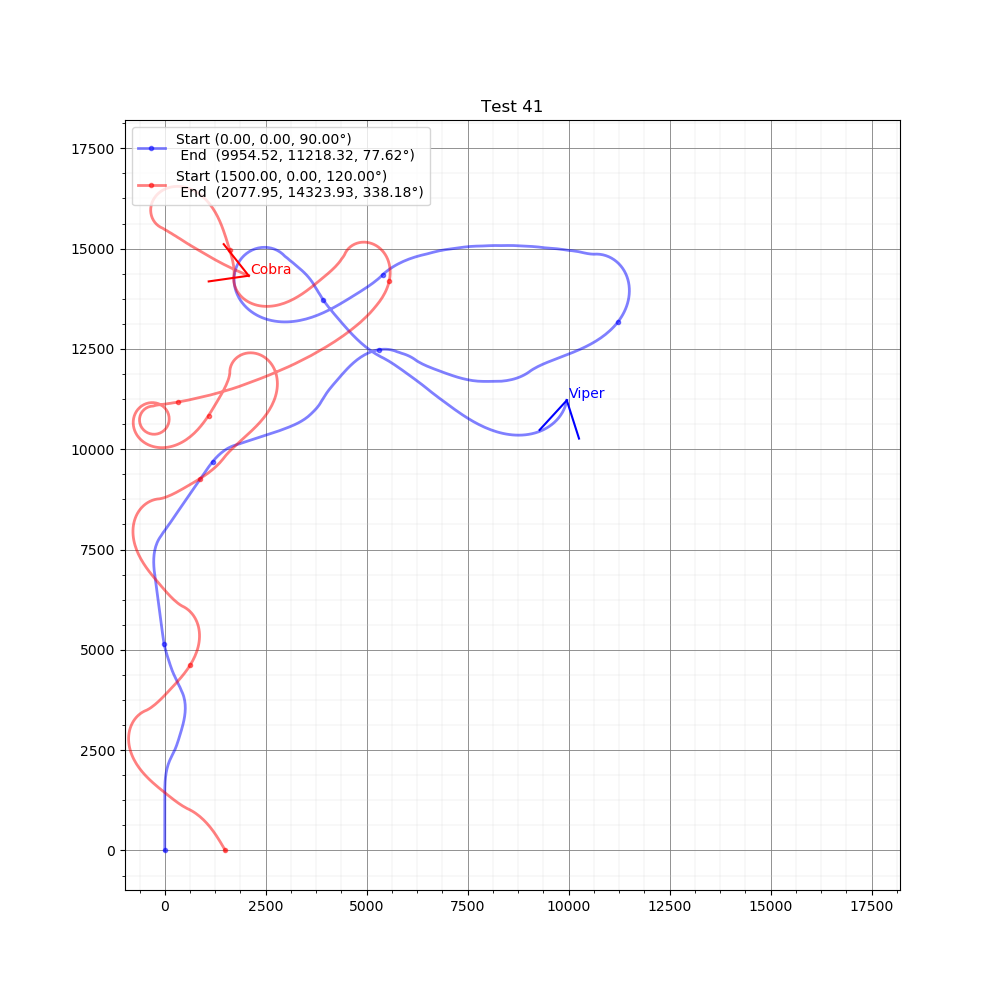 Test 41
Start (0.00, 0.00, 90.00°)
End  (9954.52, 11218.32, 77.62°)
Start (1500.00, 0.00, 120.00°)
End  (2077.95, 14323.93, 338.18°)
17500
15000
12500
10000
7500
5000
2500
0
Cobra
Viper
0 2500 5000 7500 10000 12500 15000 17500